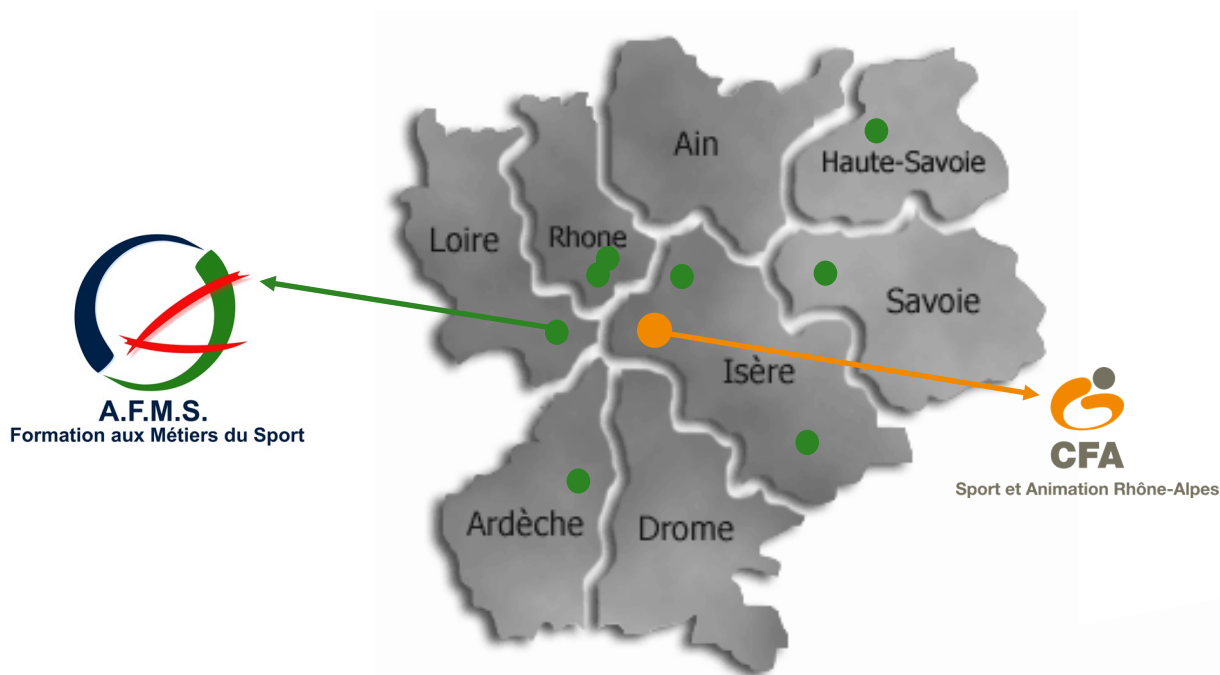 Ain
Haute-Savoie
Loire
Rhone
Savoie
Isère
A.F.M.S.
Formation aux Métiers du Sport
CFA
Sport et Animation Rhône-Alpes
Ardèche
Drome